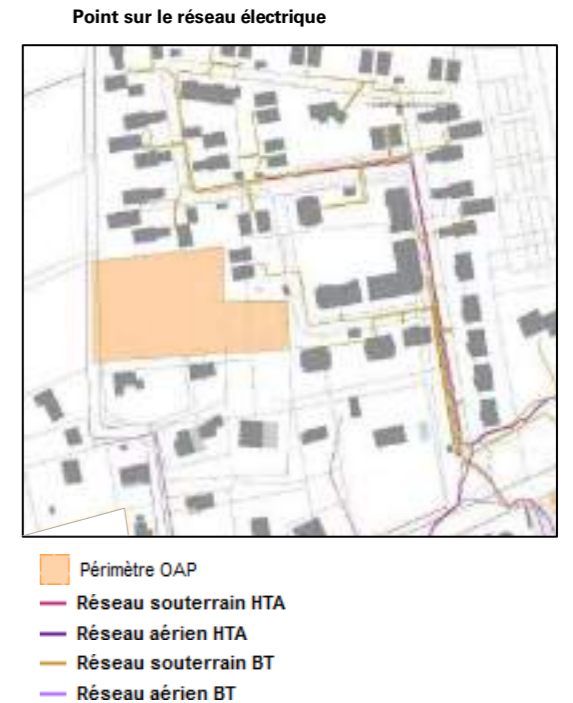 Point sur le réseau électrique
Périmètre OAP
Réseau souterrain HTA
Réseau aérien HTA
Réseau souterrain BT
Réseau aérien BT